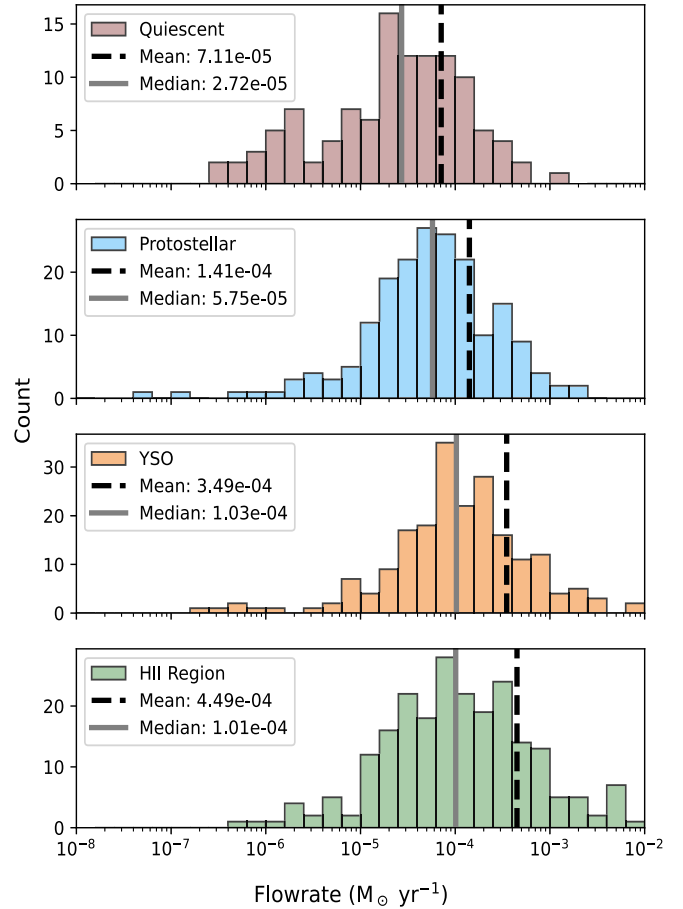 15
10
5
0
Quiescent
Mean: 7.11e-05
Median: 2.72e-05
20
10
0
Protostellar
Mean: 1.41e-04
Median: 5.75e-05
Count
30
20
10
0
YSO
Mean: 3.49e-04
Median: 1.03e-04
20
10
0
HII Region
Mean: 4.49e-04
Median: 1.01e-04
10⁻⁸ 10⁻⁷ 10⁻⁶ 10⁻⁵ 10⁻⁴ 10⁻³ 10⁻²
Flowrate (M☉ yr⁻¹)